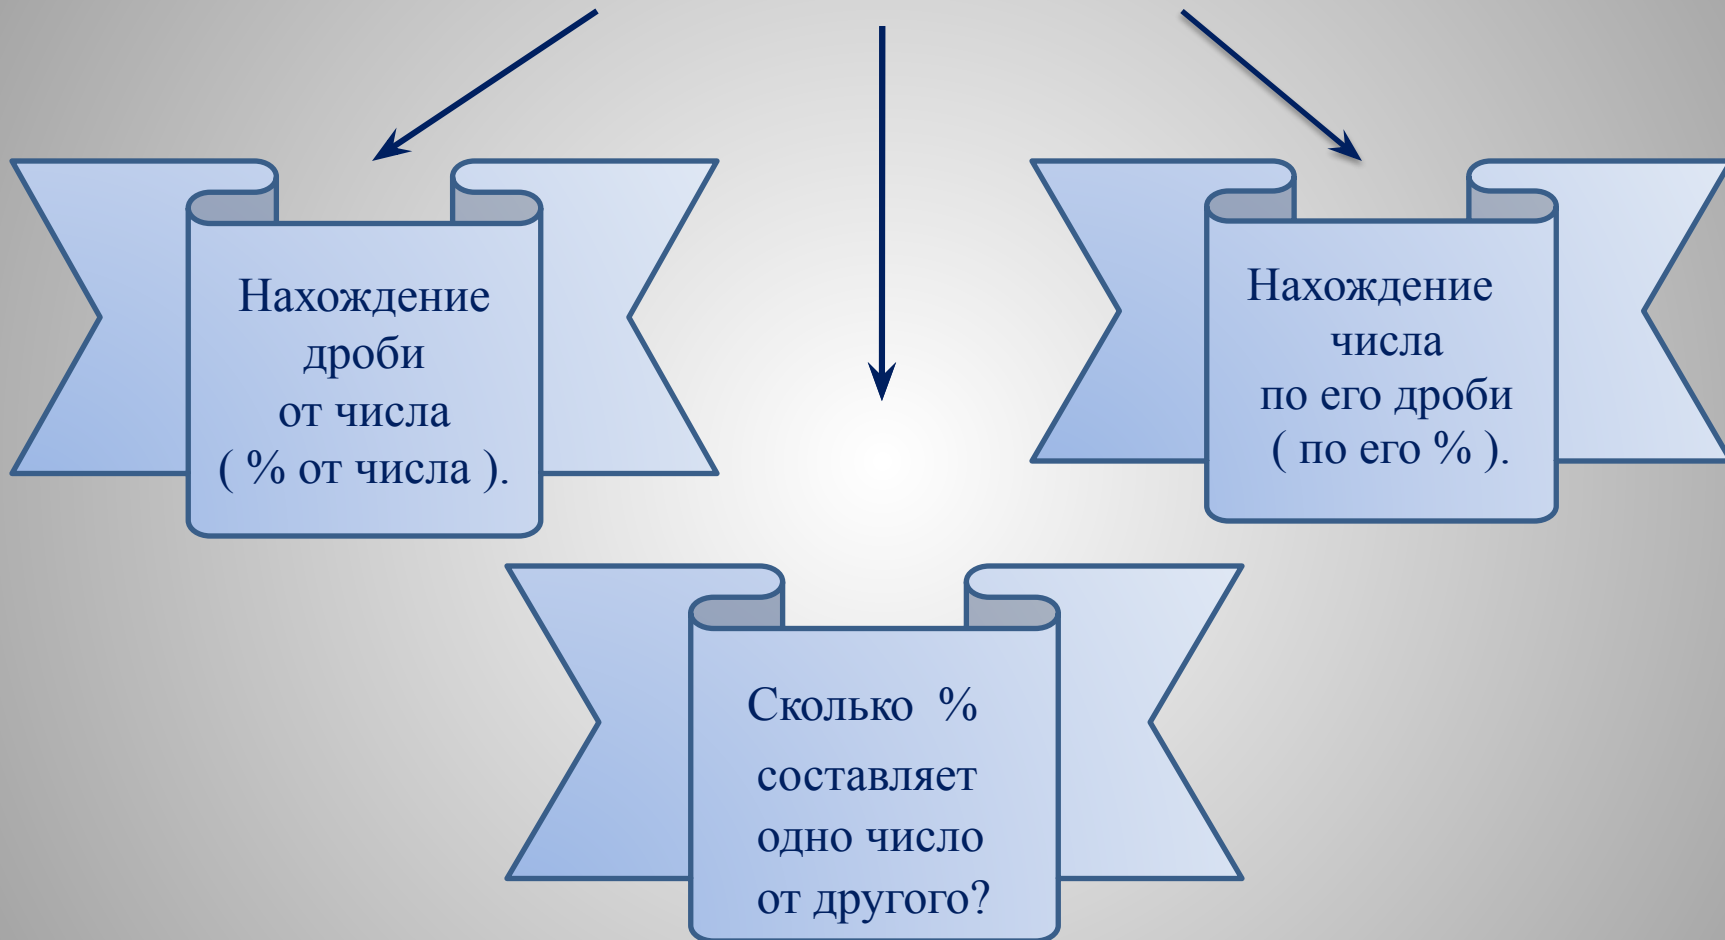 Нахождение
дроби
от числа
( % от числа ).
Нахождение
числа
по его дроби
( по его % ).
Сколько %
составляет
одно число
от другого?